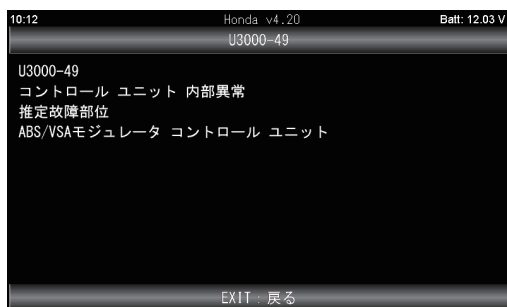 10:12 Honda v4.20 Batt: 12.03 V
U3000-49
U3000-49
コントロール ユニット 内部異常
推定故障部位
ABS/VSAモジュレータ コントロール ユニット
EXIT : 戻る